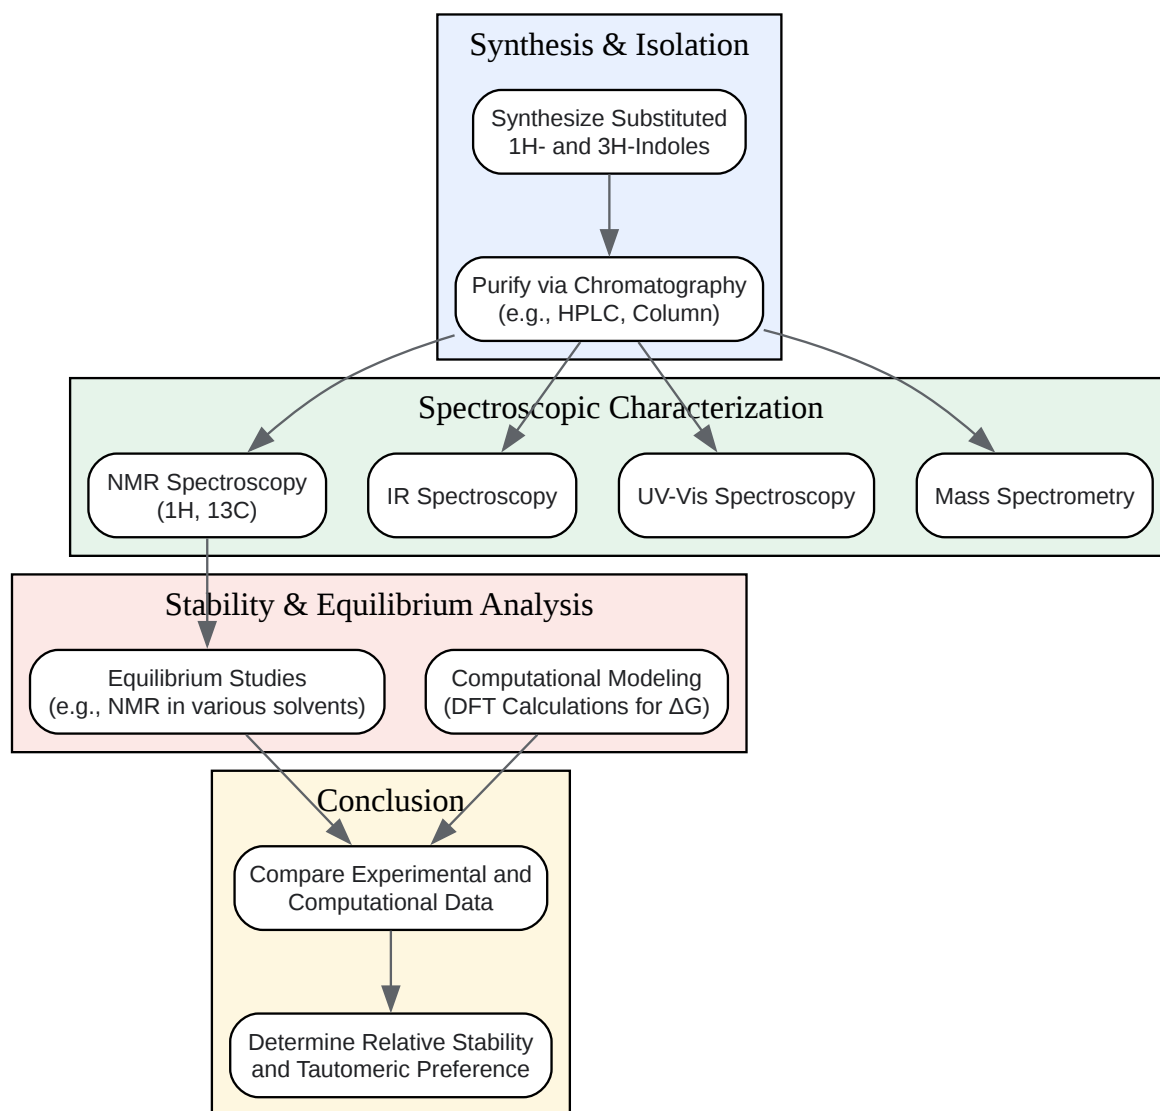 Synthesis & Isolation
Synthesize Substituted
1H- and 3H-Indoles
Purify via Chromatography
(e.g., HPLC, Column)
Spectroscopic Characterization
NMR Spectroscopy
(1H, 13C)
IR Spectroscopy
UV-Vis Spectroscopy
Mass Spectrometry
Stability & Equilibrium Analysis
Equilibrium Studies
(e.g., NMR in various solvents)
Computational Modeling
(DFT Calculations for ΔG)
Conclusion
Compare Experimental and
Computational Data
Determine Relative Stability
and Tautomeric Preference